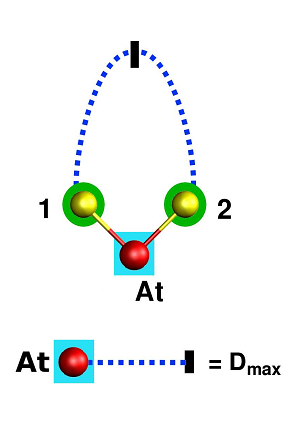 1 2
At
At = Dmax